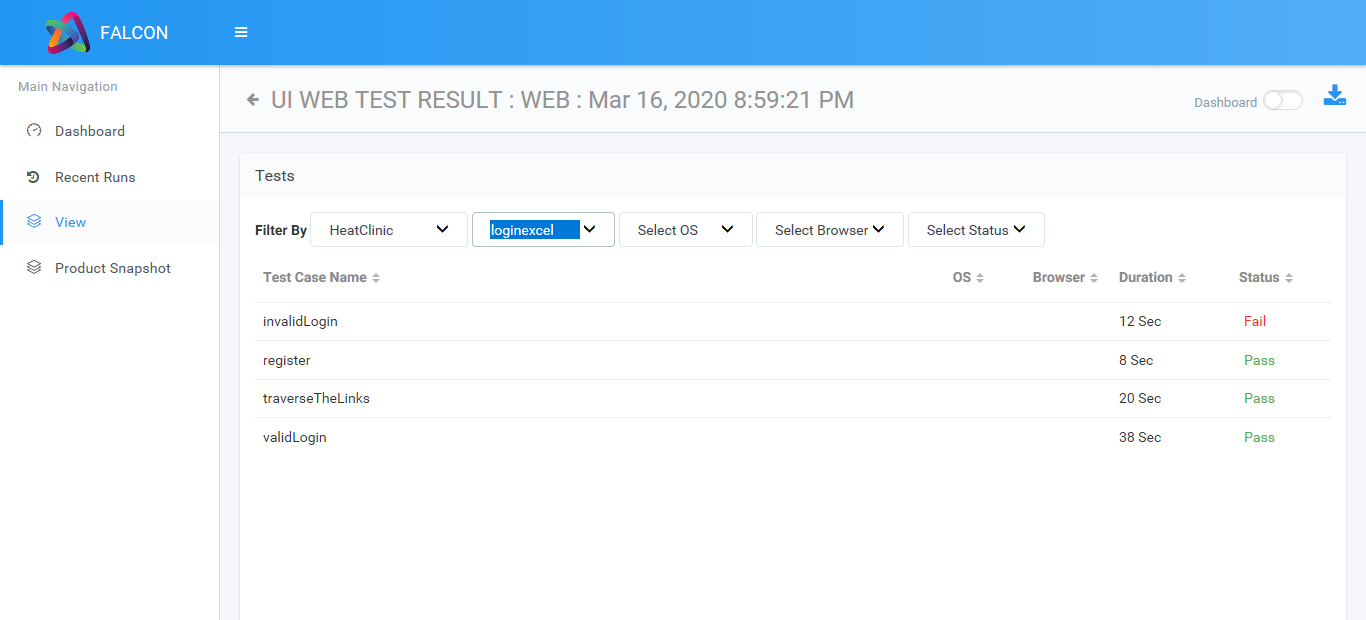 FALCON
Main Navigation
Dashboard
Recent Runs
View
Product Snapshot
UI WEB TEST RESULT : WEB : Mar 16, 2020 8:59:21 PM
Dashboard
Tests
Filter By HeatClinic loginexcel Select OS Select Browser Select Status
Test Case Name OS Browser Duration Status
invalidLogin 12 Sec Fail
register 8 Sec Pass
traverseTheLinks 20 Sec Pass
validLogin 38 Sec Pass